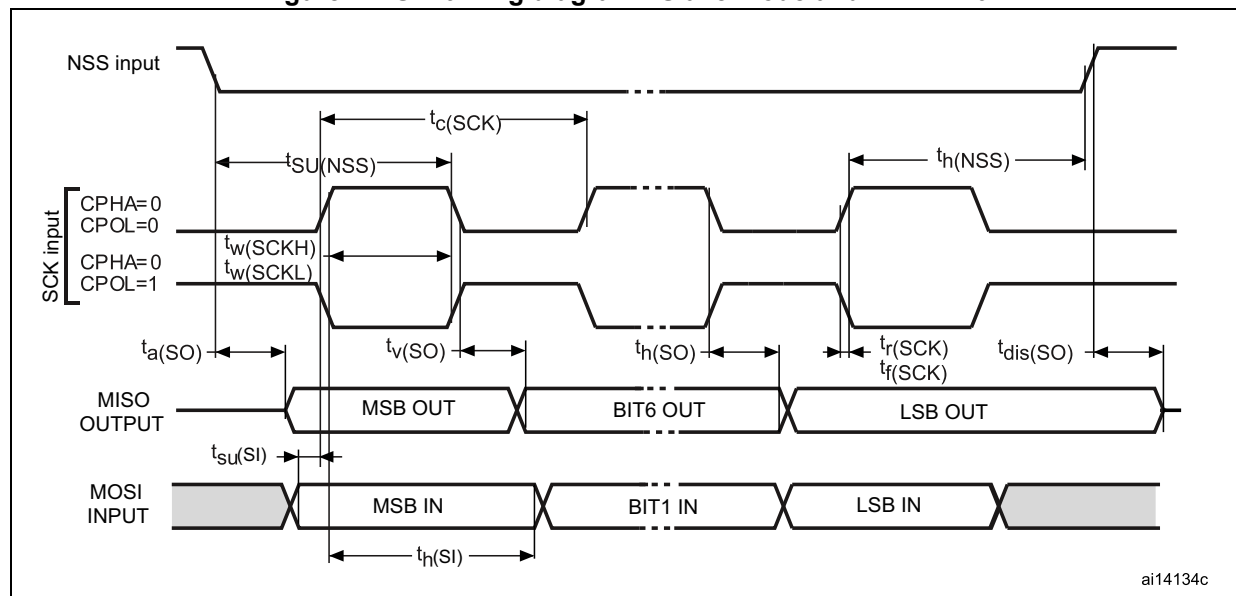 NSS input
tc(SCK)
tSU(NSS)
th(NSS)
SCK input
CPHA=0
CPOL=0
tw(SCKH)
CPHA=0
tw(SCKL)
CPOL=1
ta(SO)
tv(SO)
th(SO)
tr(SCK)
tf(SCK)
tdis(SO)
MISO
OUTPUT
MSB OUT
BIT6 OUT
LSB OUT
tsu(SI)
MOSI
INPUT
MSB IN
BIT1 IN
LSB IN
th(SI)
ai14134c